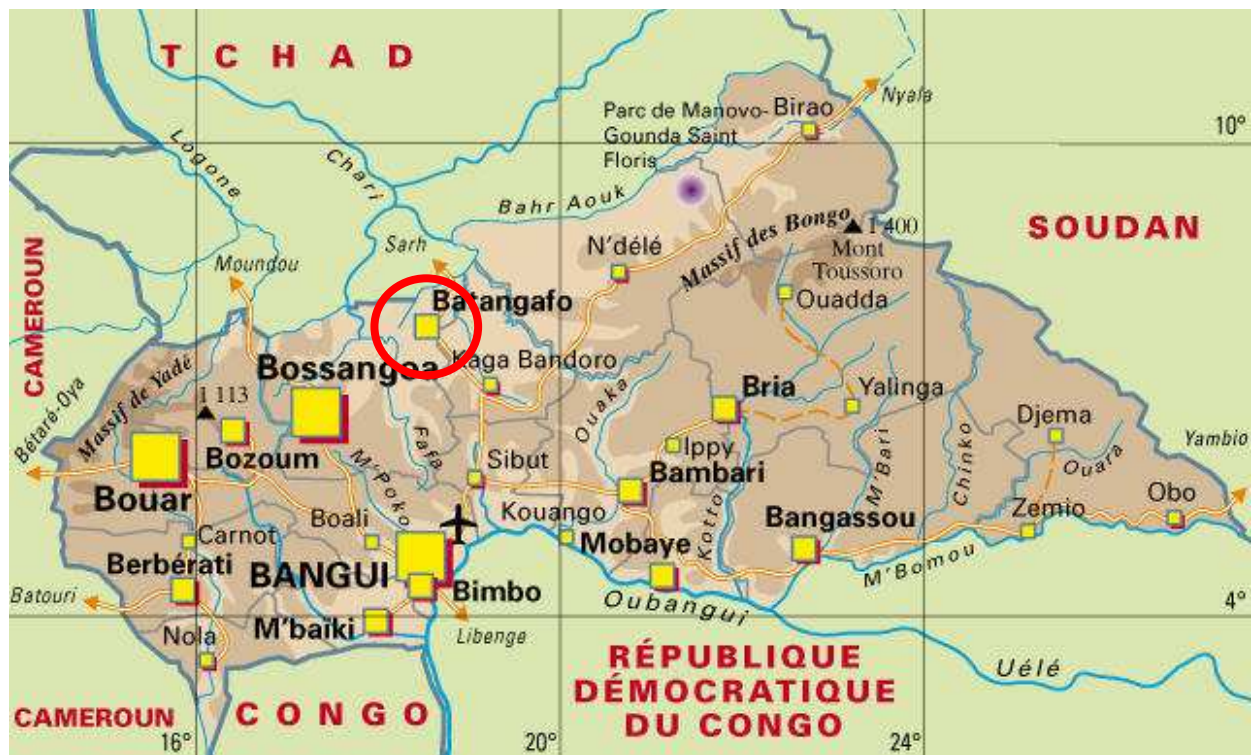 TCHAD
Nyala
Parc de Manovo-
Gounda Saint
Floris
Birao
10°
Logone
Chari
Bahr Aouk
Massif des Bongo
1 400
Mont
Toussoro
SOUDAN
Sarh
N'délé
Moundou
Ouadda
CAMEROUN
Batangafo
Kaga Bandoro
Bossangoa
Massif de Yadé
1 113
Bétaré-Oya
Ouaka
Bria
Yalinga
Djema
Yambio
Bozoum
Fafa
M'Poko
Sibut
Ippy
Bambari
M'Bari
Chinko
Ouara
Bouar
Boali
Kouango
Kotto
Bangassou
Zemio
Obo
Carnot
Berbérati
BANGUI
Mobaye
M'Bomou
Batouri
Bimbo
Oubangui
4°
M'baïki
Libenge
Nola
RÉPUBLIQUE
DÉMOCRATIQUE
DU CONGO
Uélé
CAMEROUN
CONGO
16°
20°
24°